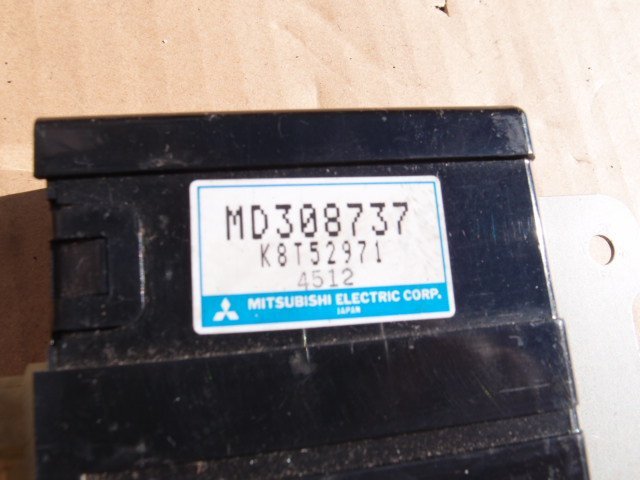 MD308737
K8T52971
4512
MITSUBISHI ELECTRIC CORP.
JAPAN